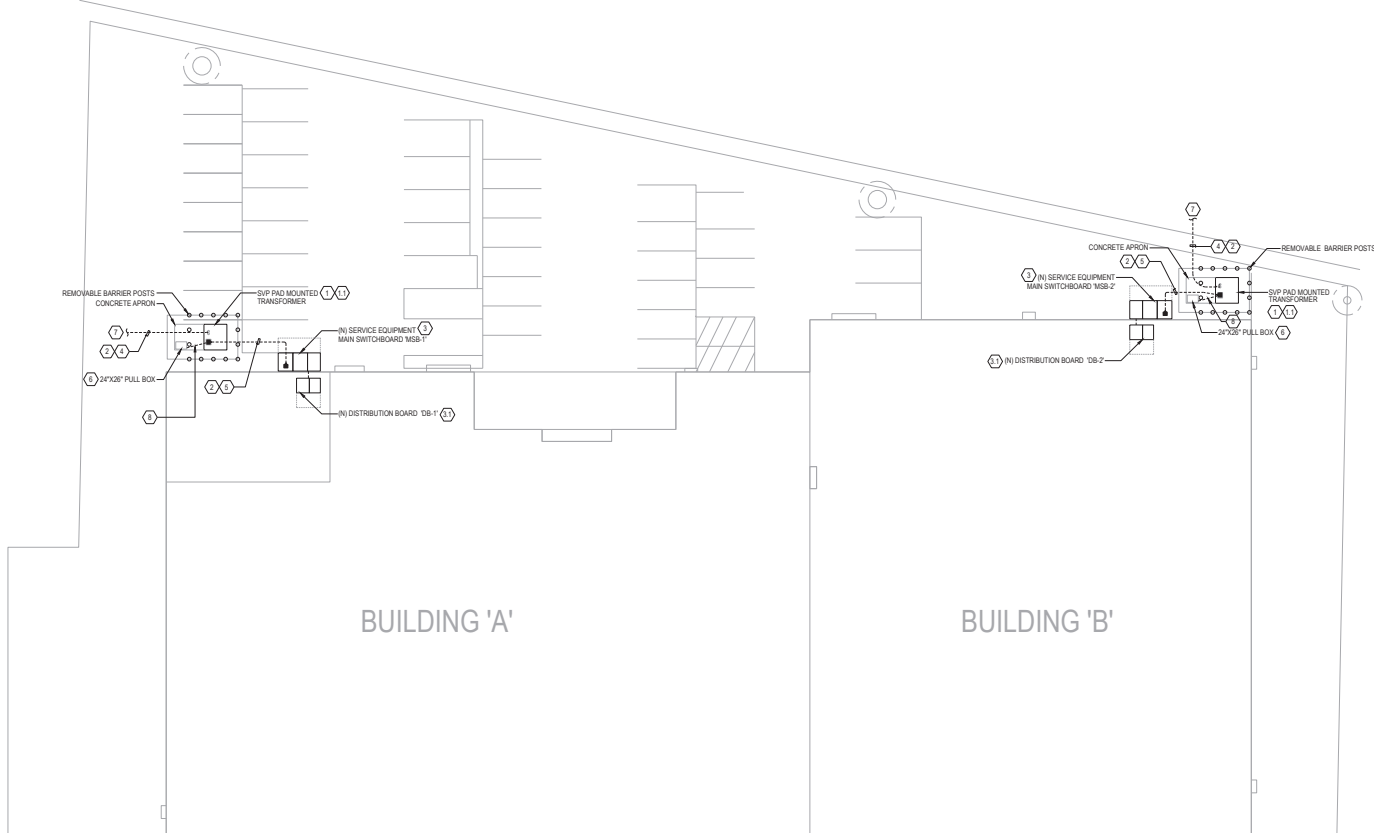 7
CONCRETE APRON
4 2
REMOVABLE BARRIER POSTS
2 5
3 (N) SERVICE EQUIPMENT
MAIN SWITCHBOARD 'MSB-2'
SVP PAD MOUNTED
TRANSFORMER
1 1.1
8
24"X26" PULL BOX 6
3.1 (N) DISTRIBUTION BOARD 'DB-2'
REMOVABLE BARRIER POSTS
CONCRETE APRON
SVP PAD MOUNTED 1 1.1
TRANSFORMER
7
2 4
(N) SERVICE EQUIPMENT 3
MAIN SWITCHBOARD 'MSB-1'
6 24"X26" PULL BOX
2 5
8
(N) DISTRIBUTION BOARD 'DB-1' 3.1
BUILDING 'A'
BUILDING 'B'